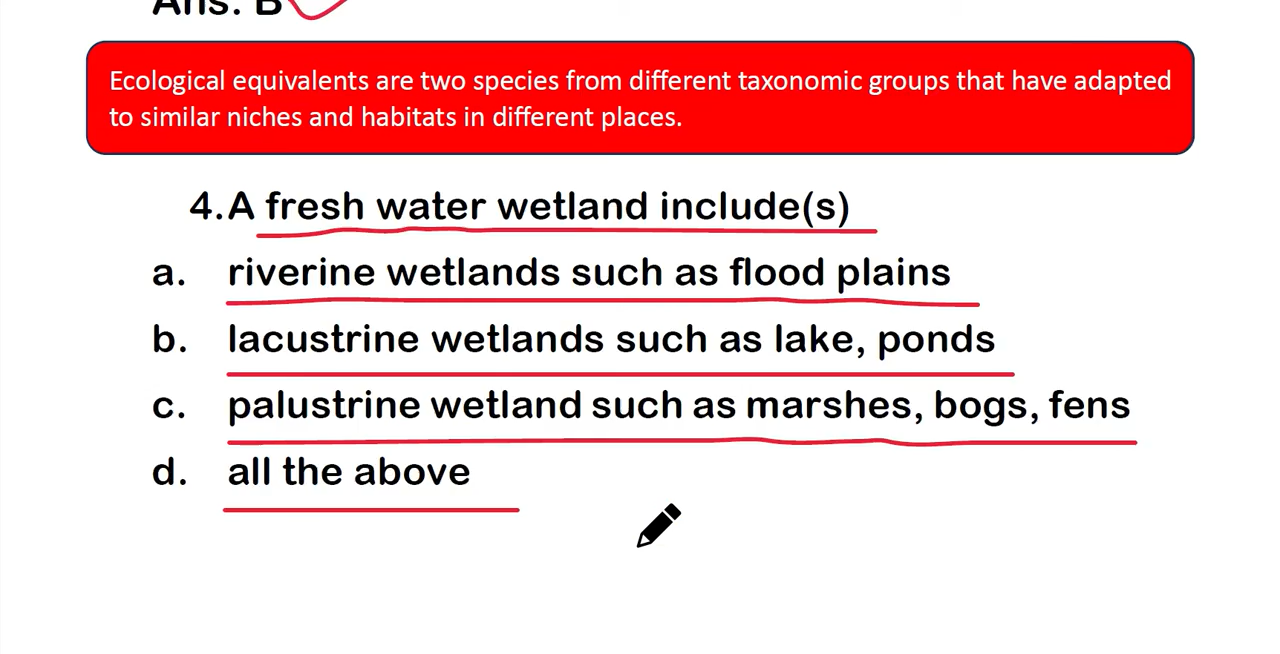 Ans. B
Ecological equivalents are two species from different taxonomic groups that have adapted
to similar niches and habitats in different places.
4. A fresh water wetland include(s)
a. riverine wetlands such as flood plains
b. lacustrine wetlands such as lake, ponds
c. palustrine wetland such as marshes, bogs, fens
d. all the above